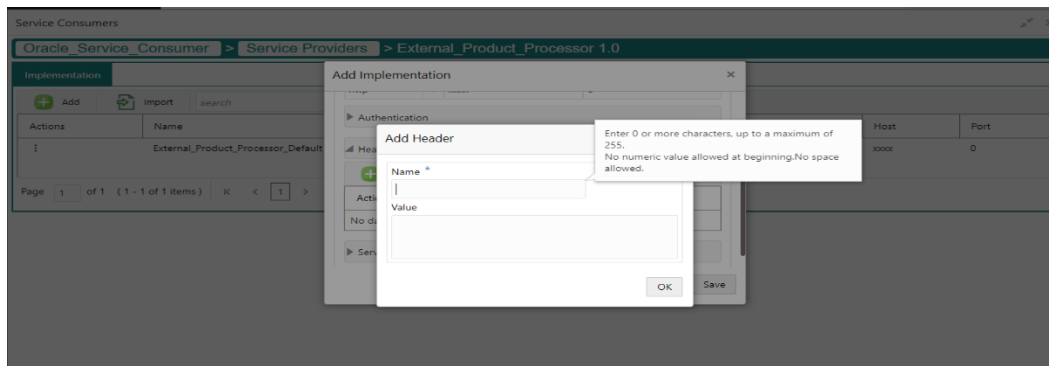 Service Consumers
Oracle_Service_Consumer > Service Providers > External_Product_Processor 1.0
Implementation
Add Implementation
Add
Import
search
Authentication
Actions
Name
Host
Port
External_Product_Processor_Default
xxxx
0
Page 1 of 1 (1 - 1 of 1 items) K < 1 >
Hea
Acti
No da
Serv
Save
Add Header
Name *
Value
OK
Enter 0 or more characters, up to a maximum of
255.
No numeric value allowed at beginning.No space
allowed.